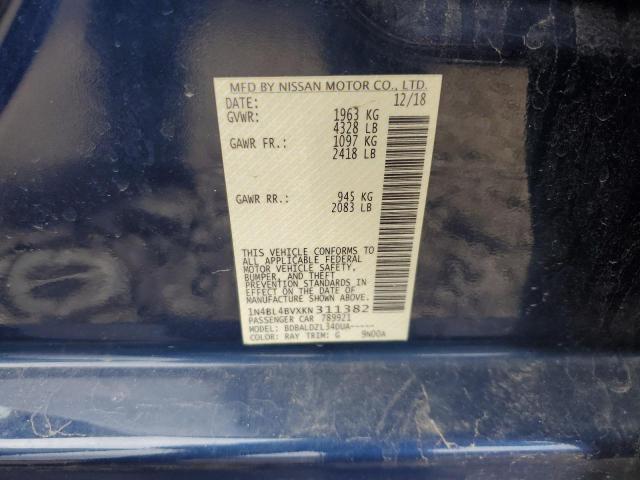 MFD BY NISSAN MOTOR CO., LTD.
DATE: 12/18
GVWR: 1963 KG
4328 LB
GAWR FR.: 1097 KG
2418 LB
GAWR RR.: 945 KG
2083 LB
THIS VEHICLE CONFORMS TO
ALL APPLICABLE FEDERAL
MOTOR VEHICLE SAFETY,
BUMPER, AND THEFT
PREVENTION STANDARDS IN
EFFECT ON THE DATE OF
MANUFACTURE SHOWN ABOVE.
1N4BL4BVXKN311382
PASSENGER CAR 789921
MODEL: BDBALDZL34DUA-----
COLOR: RAY TRIM: G 9N00A